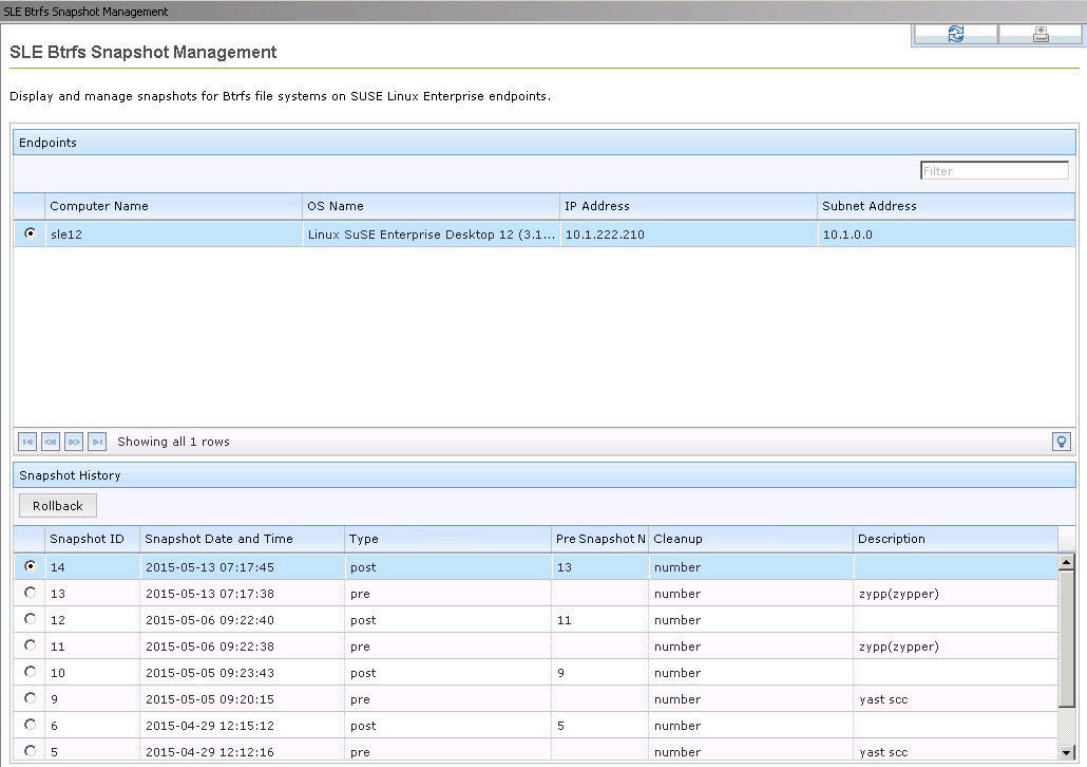 SLE Btrfs Snapshot Management
SLE Btrfs Snapshot Management
Display and manage snapshots for Btrfs file systems on SUSE Linux Enterprise endpoints.
Endpoints
Filter
Computer Name OS Name IP Address Subnet Address
sle12 Linux SuSE Enterprise Desktop 12 (3.1... 10.1.222.210 10.1.0.0
Showing all 1 rows
Snapshot History
Rollback
Snapshot ID Snapshot Date and Time Type Pre Snapshot N Cleanup Description
14 2015-05-13 07:17:45 post 13 number
13 2015-05-13 07:17:38 pre number zypp(zypper)
12 2015-05-06 09:22:40 post 11 number
11 2015-05-06 09:22:38 pre number zypp(zypper)
10 2015-05-05 09:23:43 post 9 number
9 2015-05-05 09:20:15 pre number yast scc
6 2015-04-29 12:15:12 post 5 number
5 2015-04-29 12:12:16 pre number yast scc